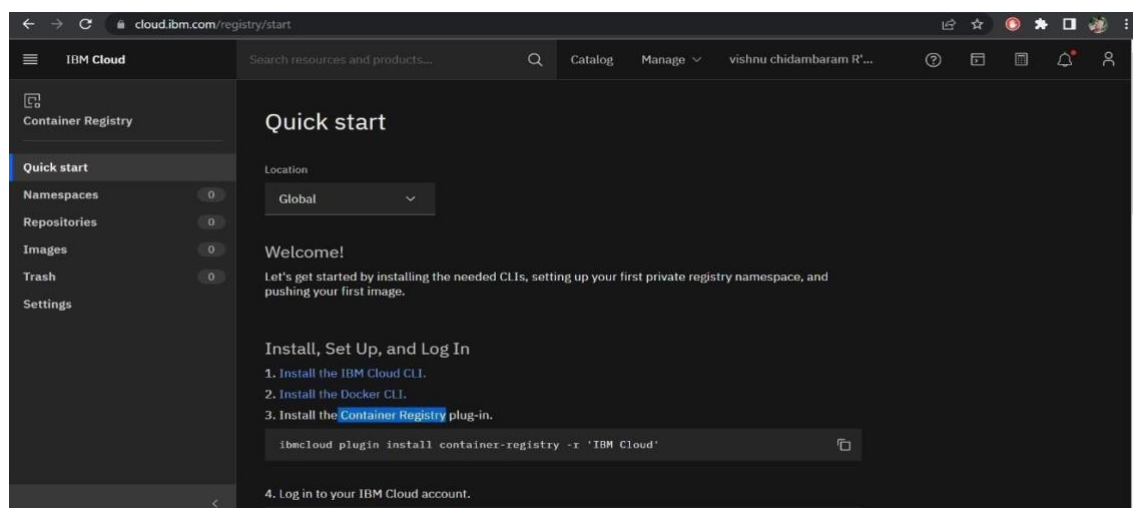 cloud.ibm.com/registry/start
IBM Cloud
Search resources and products...
Catalog
Manage
vishnu chidambaram R'...
Container Registry
Quick start
Namespaces 0
Repositories 0
Images 0
Trash 0
Settings
Quick start
Location
Global
Welcome!
Let's get started by installing the needed CLIs, setting up your first private registry namespace, and
pushing your first image.
Install, Set Up, and Log In
1. Install the IBM Cloud CLI.
2. Install the Docker CLI.
3. Install the Container Registry plug-in.
ibmcloud plugin install container-registry -r 'IBM Cloud'
4. Log in to your IBM Cloud account.